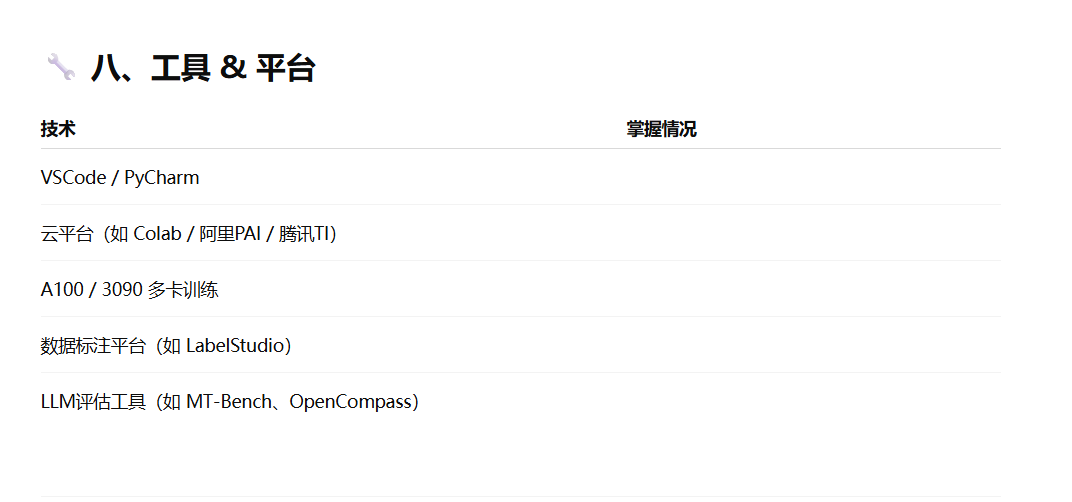 🔧 八、工具 & 平台
技术 掌握情况
VSCode / PyCharm
云平台（如 Colab / 阿里PAI / 腾讯TI）
A100 / 3090 多卡训练
数据标注平台（如 LabelStudio）
LLM评估工具（如 MT-Bench、OpenCompass）